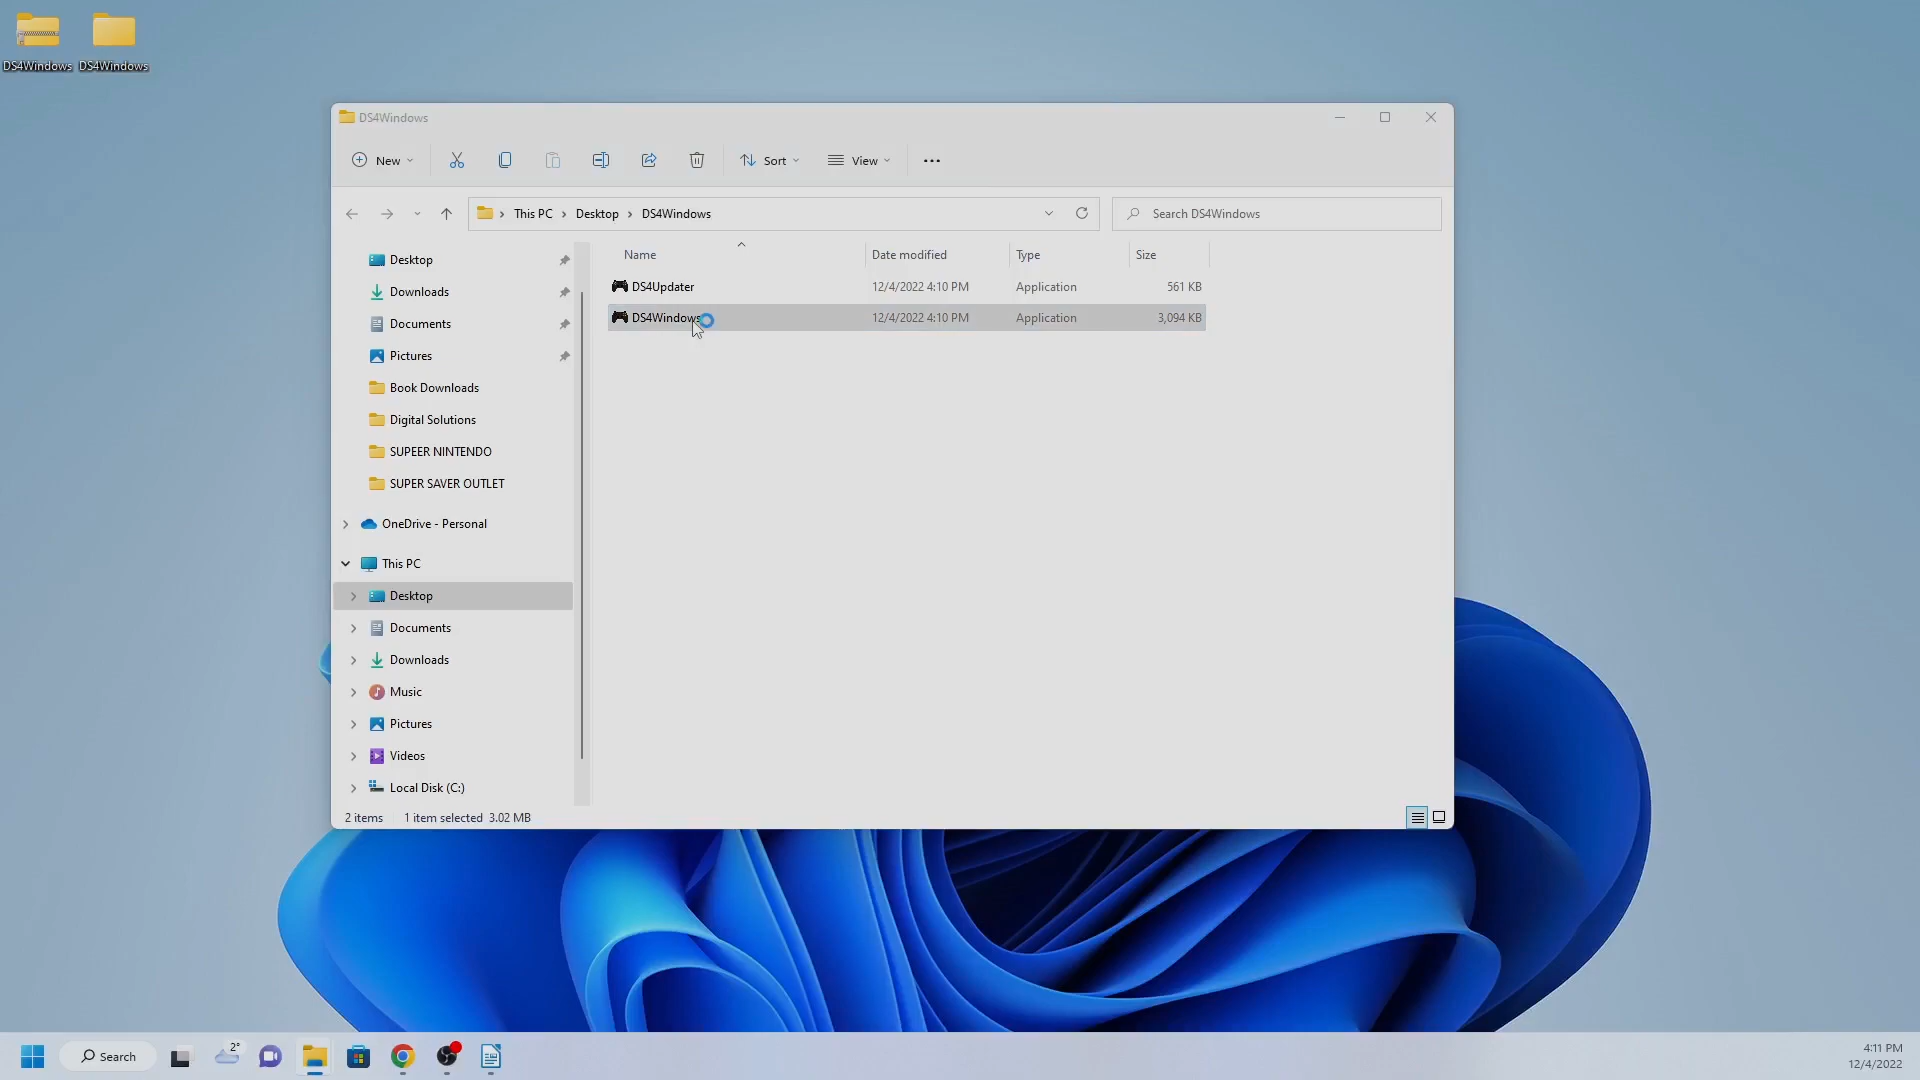 DS4Windows DS4Windows
DS4Windows
New Sort View
This PC Desktop DS4Windows Search DS4Windows
Name Date modified Type Size
DS4Updater 12/4/2022 4:10 PM Application 561 KB
DS4Windows 12/4/2022 4:10 PM Application 3,094 KB
Desktop
Downloads
Documents
Pictures
Book Downloads
Digital Solutions
SUPEER NINTENDO
SUPER SAVER OUTLET
OneDrive - Personal
This PC
Desktop
Documents
Downloads
Music
Pictures
Videos
Local Disk (C:)
2 items 1 item selected 3.02 MB
Search 2° 4:11 PM
12/4/2022